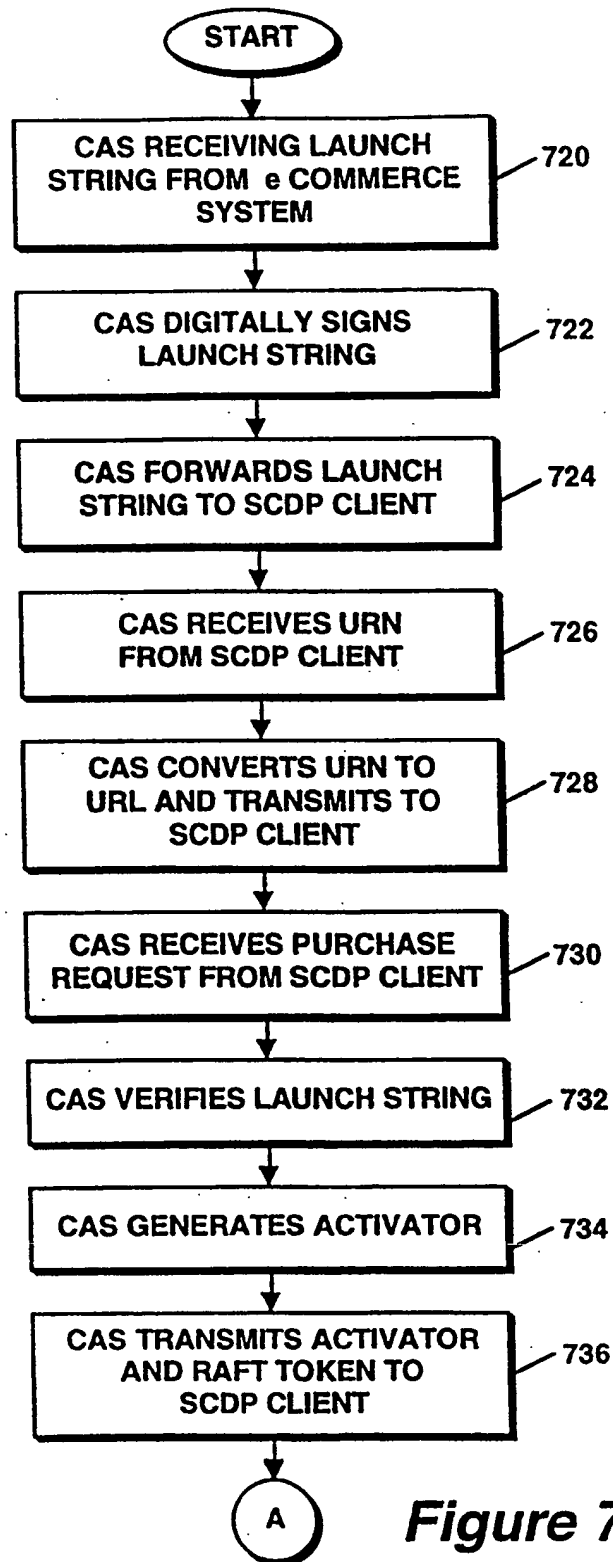 START
CAS RECEIVING LAUNCH
STRING FROM e COMMERCE
SYSTEM
720
CAS DIGITALLY SIGNS
LAUNCH STRING
722
CAS FORWARDS LAUNCH
STRING TO SCDP CLIENT
724
CAS RECEIVES URN
FROM SCDP CLIENT
726
CAS CONVERTS URN TO
URL AND TRANSMITS TO
SCDP CLIENT
728
CAS RECEIVES PURCHASE
REQUEST FROM SCDP CLIENT
730
CAS VERIFIES LAUNCH STRING
732
CAS GENERATES ACTIVATOR
734
CAS TRANSMITS ACTIVATOR
AND RAFT TOKEN TO
SCDP CLIENT
736
A
Figure 7